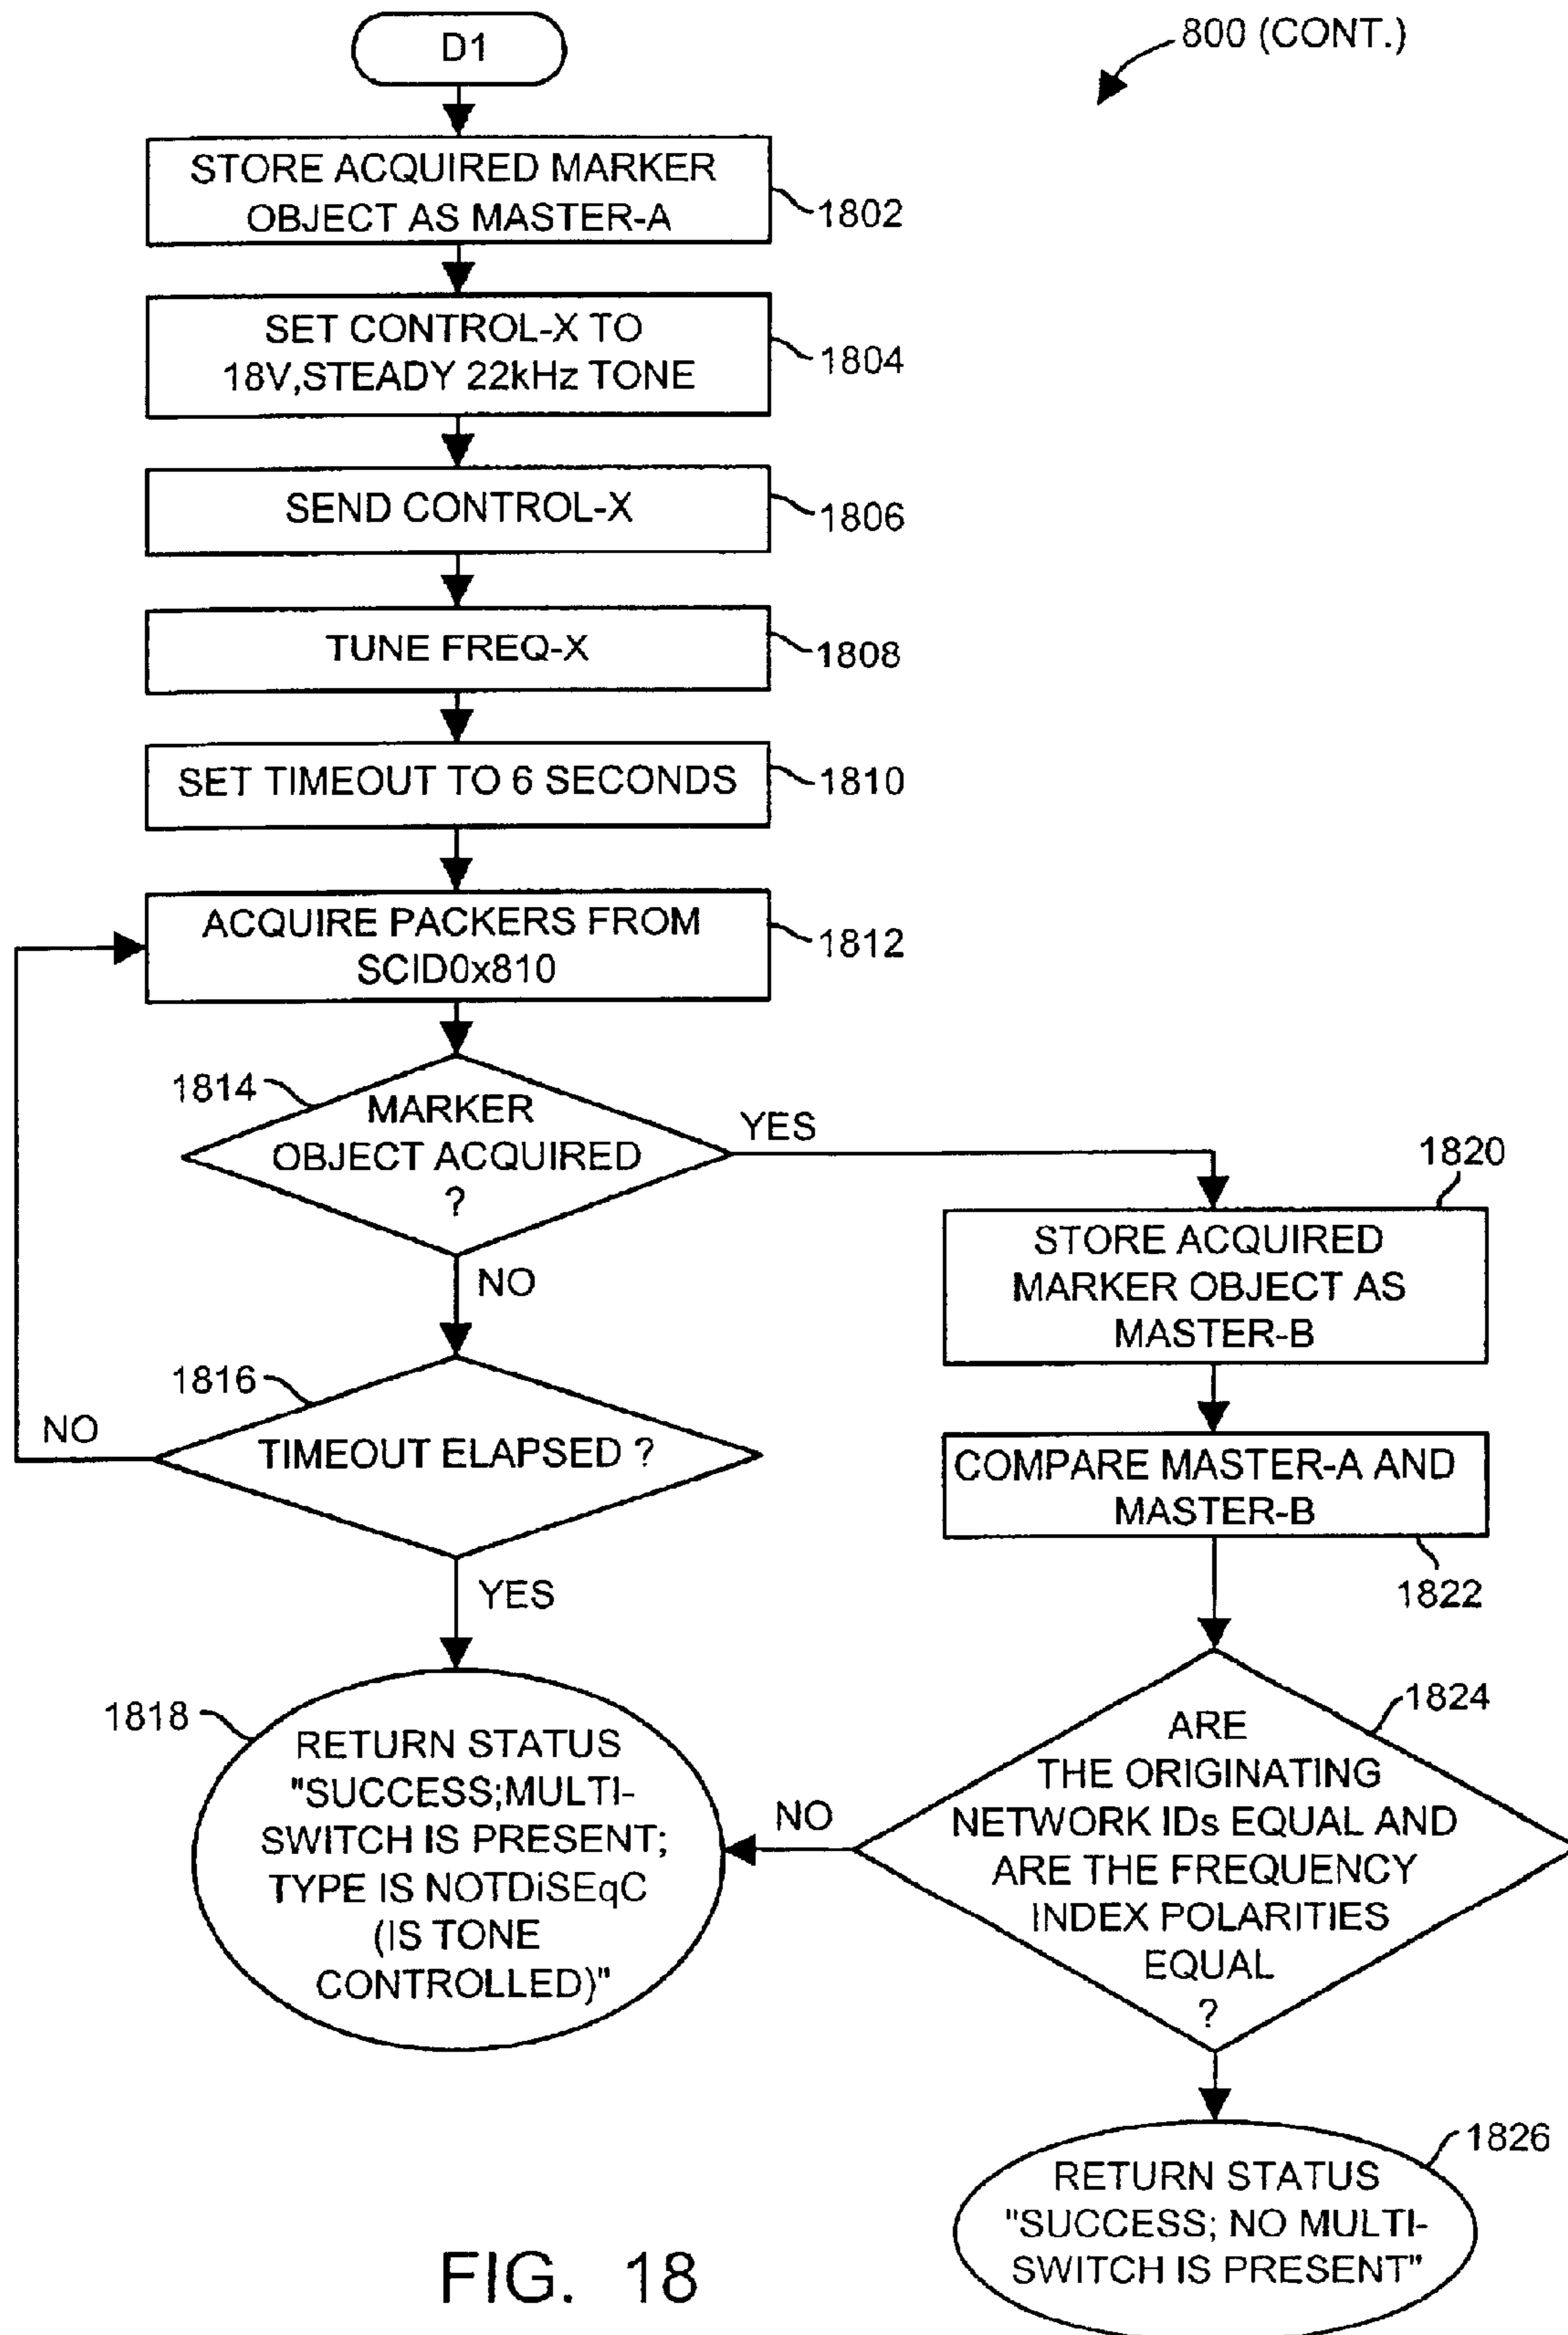 D1
800 (CONT.)
STORE ACQUIRED MARKER
OBJECT AS MASTER-A
1802
SET CONTROL-X TO
18V,STEADY 22kHz TONE
1804
SEND CONTROL-X
1806
TUNE FREQ-X
1808
SET TIMEOUT TO 6 SECONDS
1810
ACQUIRE PACKERS FROM
SCID0x810
1812
1814
MARKER
OBJECT ACQUIRED
?
YES
NO
1816
TIMEOUT ELAPSED ?
NO
YES
1818
RETURN STATUS
"SUCCESS;MULTI-
SWITCH IS PRESENT;
TYPE IS NOTDiSEqC
(IS TONE
CONTROLLED)"
1820
STORE ACQUIRED
MARKER OBJECT AS
MASTER-B
COMPARE MASTER-A AND
MASTER-B
1822
1824
ARE
THE ORIGINATING
NETWORK IDs EQUAL AND
ARE THE FREQUENCY
INDEX POLARITIES
EQUAL
?
NO
1826
RETURN STATUS
"SUCCESS; NO MULTI-
SWITCH IS PRESENT"
FIG. 18